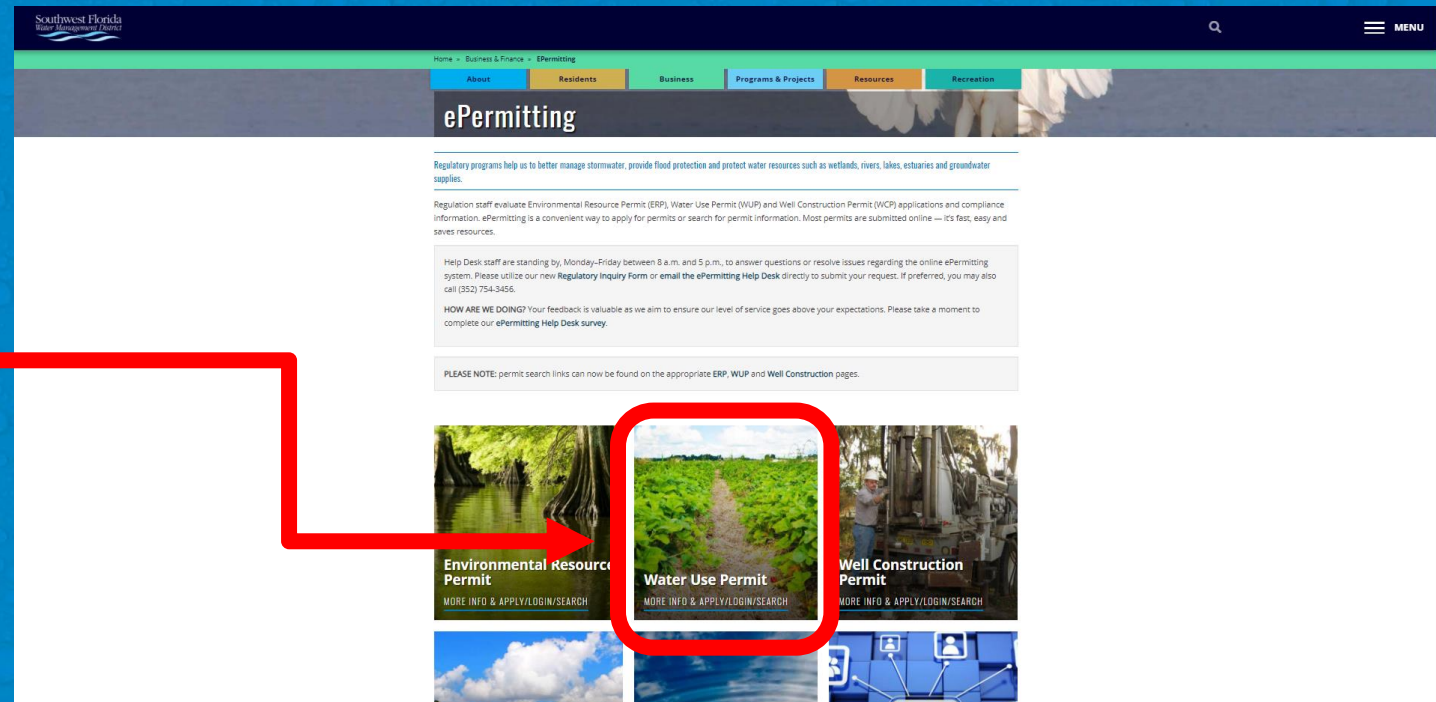 Southwest Florida
Water Management District
MENU
Home » Business & Finance » EPermitting
About Residents Business Programs & Projects Resources Recreation
ePermitting
Regulatory programs help us to better manage stormwater, provide flood protection and protect water resources such as wetlands, rivers, lakes, estuaries and groundwater
supplies.
Regulation staff evaluate Environmental Resource Permit (ERP), Water Use Permit (WUP) and Well Construction Permit (WCP) applications and compliance
information. ePermitting is a convenient way to apply for permits or search for permit information. Most permits are submitted online — it's fast, easy and
saves resources.
Help Desk staff are standing by, Monday–Friday between 8 a.m. and 5 p.m., to answer questions or resolve issues regarding the online ePermitting
system. Please utilize our new Regulatory Inquiry Form or email the ePermitting Help Desk directly to submit your request. If preferred, you may also
call (352) 754-3456.
HOW ARE WE DOING? Your feedback is valuable as we aim to ensure our level of service goes above your expectations. Please take a moment to
complete our ePermitting Help Desk survey.
PLEASE NOTE: permit search links can now be found on the appropriate ERP, WUP and Well Construction pages.
Environmental Resource
Permit
MORE INFO & APPLY/LOGIN/SEARCH
Water Use Permit
MORE INFO & APPLY/LOGIN/SEARCH
Well Construction
Permit
MORE INFO & APPLY/LOGIN/SEARCH